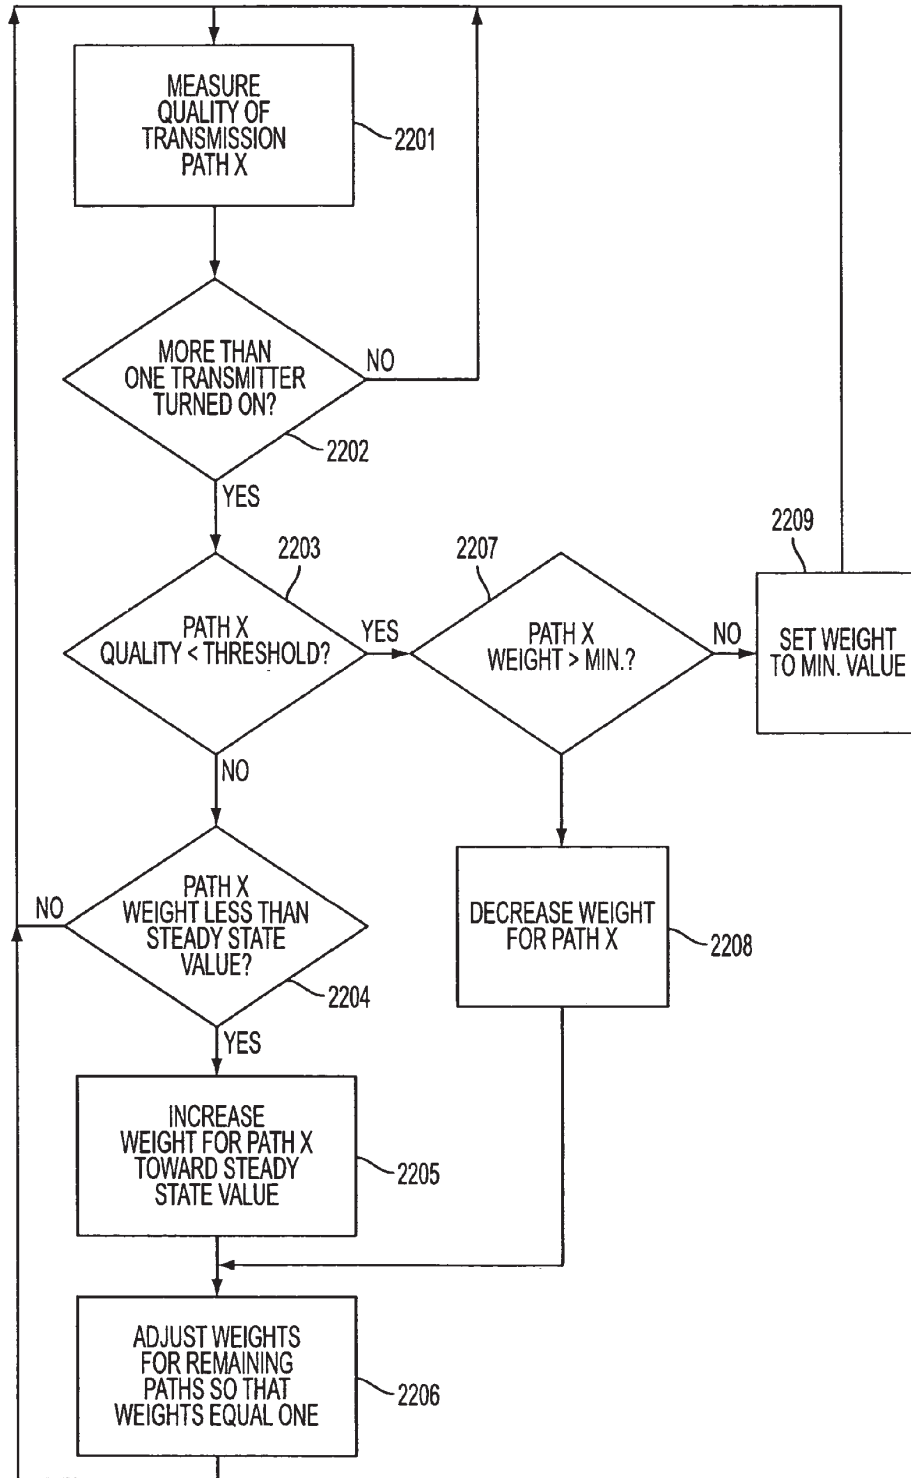 MEASURE
QUALITY OF
TRANSMISSION
PATH X
2201
MORE THAN
ONE TRANSMITTER
TURNED ON?
NO
2202
YES
2203
PATH X
QUALITY < THRESHOLD?
YES
2207
PATH X
WEIGHT > MIN.?
NO
2209
SET WEIGHT
TO MIN. VALUE
NO
PATH X
WEIGHT LESS THAN
STEADY STATE
VALUE?
NO
2204
YES
DECREASE WEIGHT
FOR PATH X
2208
INCREASE
WEIGHT FOR PATH X
TOWARD STEADY
STATE VALUE
2205
ADJUST WEIGHTS
FOR REMAINING
PATHS SO THAT
WEIGHTS EQUAL ONE
2206